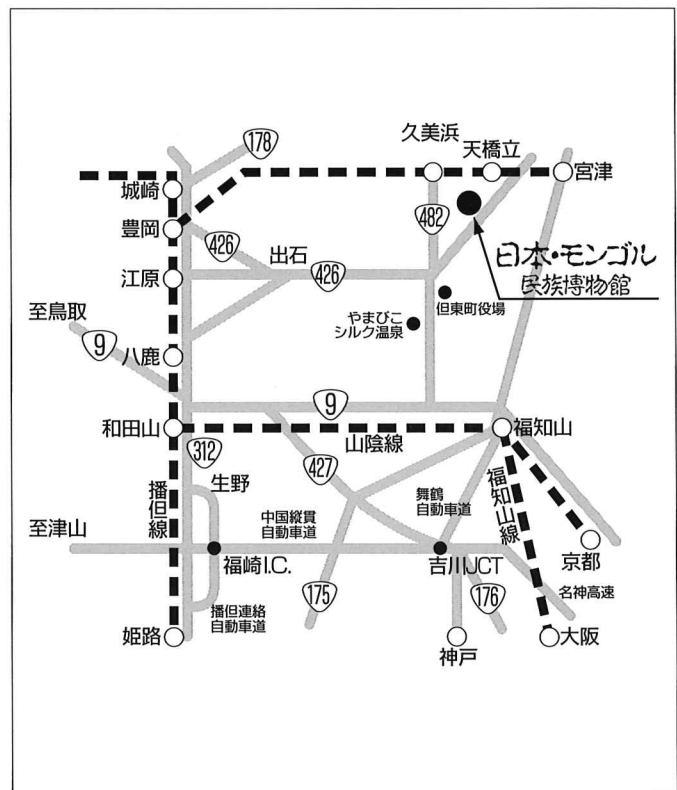 178
久美浜
天橋立
宮津
城崎
豊岡
426
482
日本・モンゴル
民族博物館
出石
426
江原
但東町役場
至鳥取
やまびこ
シルク温泉
9
八鹿
9
和田山
312
山陰線
福知山
427
生野
播但線
舞鶴
自動車道
福知山線
中国縦貫
自動車道
至津山
福崎I.C.
吉川JCT
京都
175
176
名神高速
播但連絡
自動車道
姫路
神戸
大阪